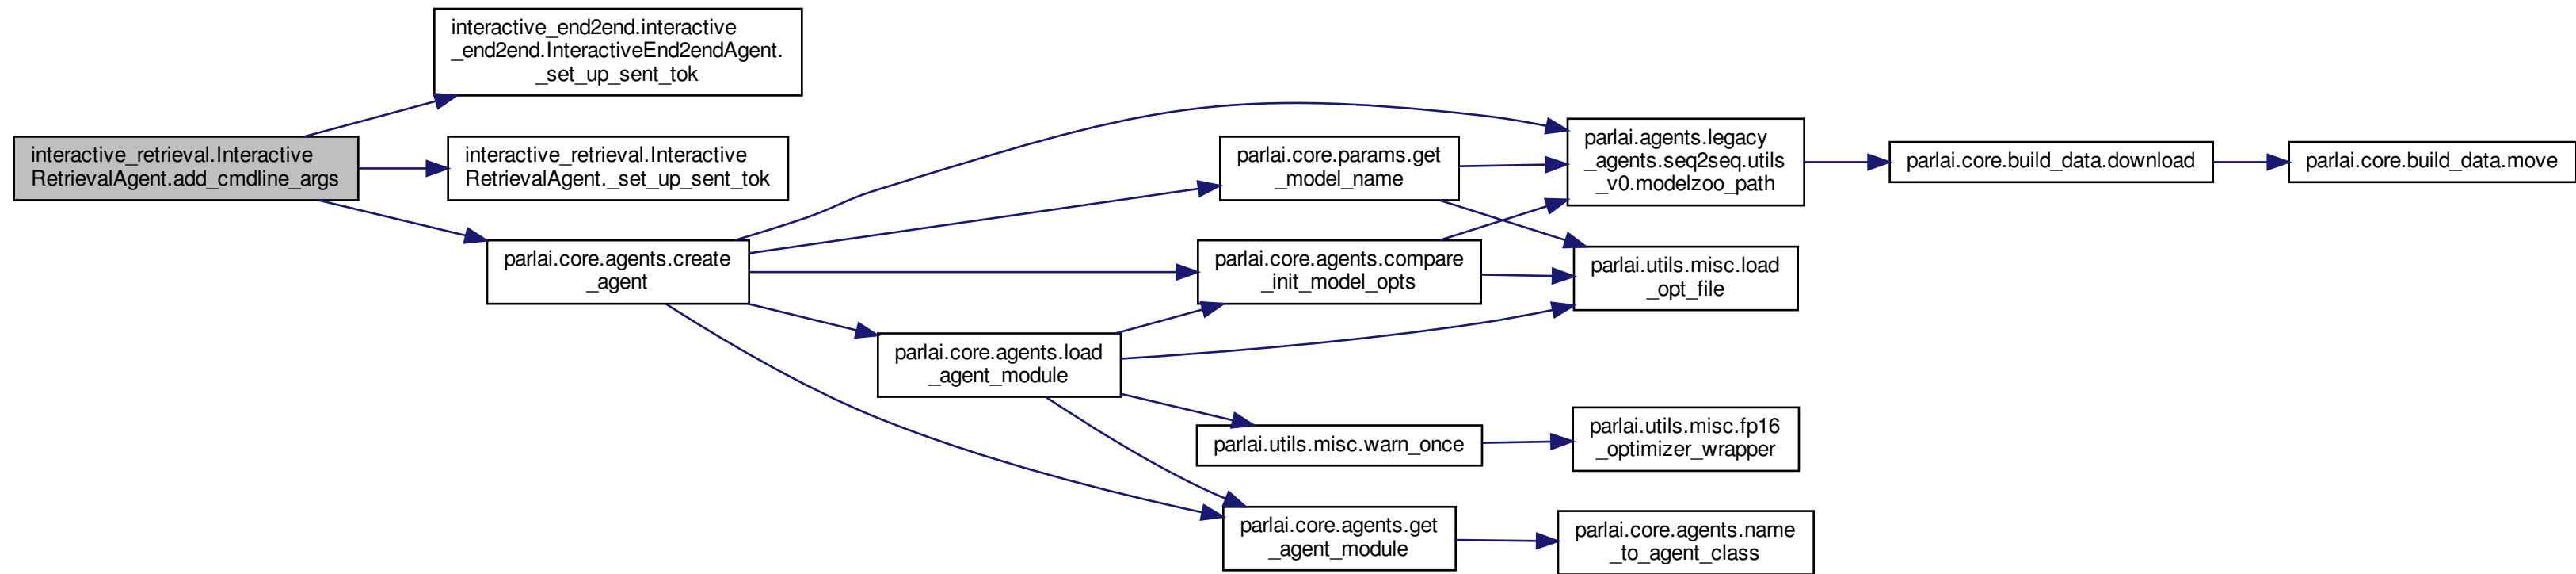 interactive_end2end.interactive
_end2end.InteractiveEnd2endAgent.
_set_up_sent_tok
interactive_retrieval.Interactive
RetrievalAgent.add_cmdline_args
interactive_retrieval.Interactive
RetrievalAgent._set_up_sent_tok
parlai.core.agents.create
_agent
parlai.core.agents.load
_agent_module
parlai.core.params.get
_model_name
parlai.core.agents.compare
_init_model_opts
parlai.utils.misc.warn_once
parlai.core.agents.get
_agent_module
parlai.agents.legacy
_agents.seq2seq.utils
_v0.modelzoo_path
parlai.utils.misc.load
_opt_file
parlai.utils.misc.fp16
_optimizer_wrapper
parlai.core.agents.name
_to_agent_class
parlai.core.build_data.download
parlai.core.build_data.move